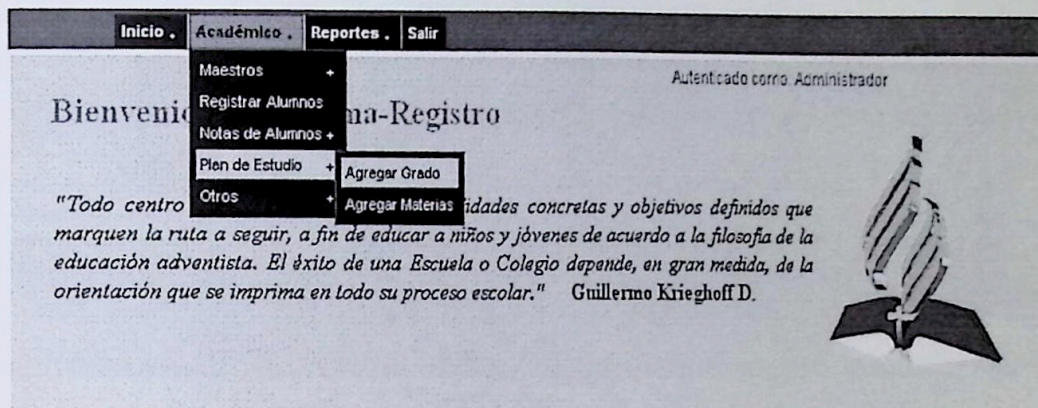 Inicio . Académico . Reportes . Salir
Maestros +
Registrar Alumnos
Notas de Alumnos +
Plan de Estudio +
Otros +
Agregar Grado
Agregar Materias
Autenticado como: Administrador
Bienveni ma-Registro
"Todo centro idades concretas y objetivos definidos que
marquen la ruta a seguir, a fin de educar a niños y jóvenes de acuerdo a la filosofía de la
educación adventista. El éxito de una Escuela o Colegio depende, en gran medida, de la
orientación que se imprima en todo su proceso escolar." Guillermo Krieghoff D.